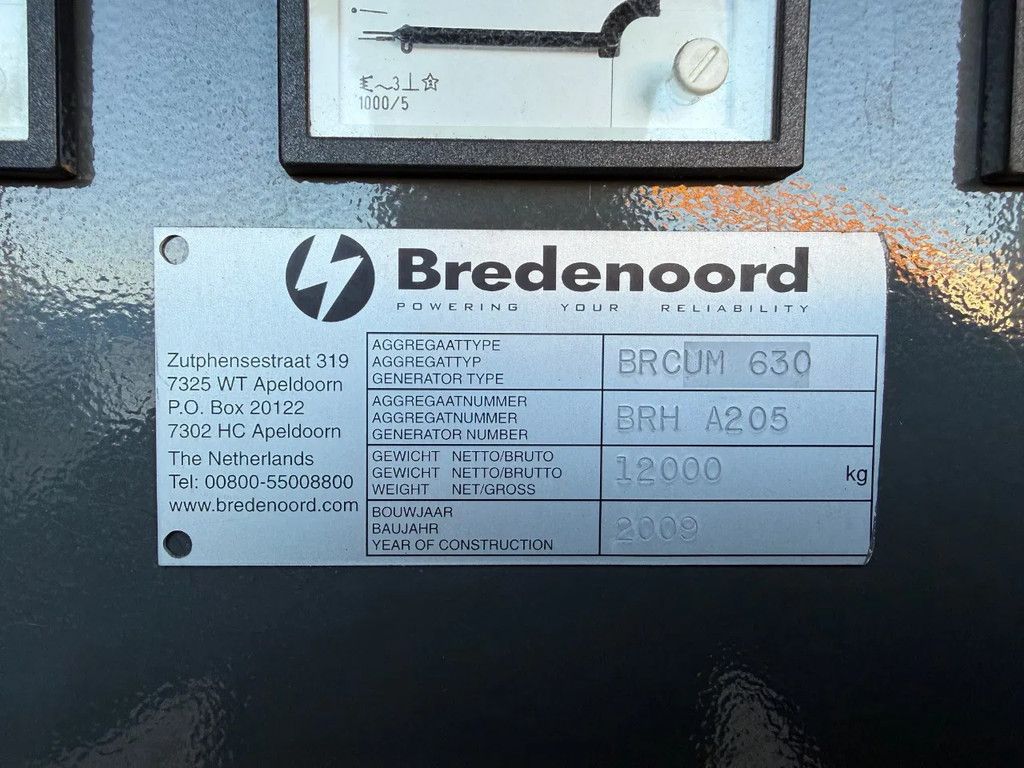 ~3
1000/5
Bredenoord
POWERING YOUR RELIABILITY
Zutphensestraat 319
7325 WT Apeldoorn
P.O. Box 20122
7302 HC Apeldoorn
The Netherlands
Tel: 00800-55008800
www.bredenoord.com
AGGREGAATTYPE
AGGREGATTYP
GENERATOR TYPE
BRCUM 630
AGGREGAATNUMMER
AGGREGATNUMMER
GENERATOR NUMBER
BRH A205
GEWICHT NETTO/BRUTO
GEWICHT NETTO/BRUTTO
WEIGHT NET/GROSS
12000 kg
BOUWJAAR
BAUJAHR
YEAR OF CONSTRUCTION
2009